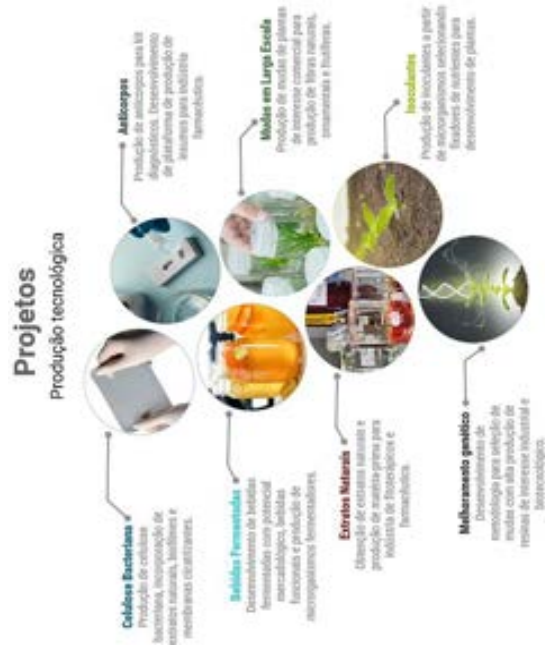 Projetos
Produção tecnológica
Celulose Bacteriana
Produção de celulose
bacteriana, incorporação de
extratos naturais, biofilmes e
membranas cicatrizantes.
Bebidas Fermentadas
Desenvolvimento de bebidas
fermentadas com potencial
mercadológico, bebidas
funcionais e produção de
microrganismos fermentadores.
Extratos Naturais
Obtenção de extratos naturais e
produção de matéria-prima para
indústria de fitoterápicos e
farmacêutica.
Melhoramento genético
Desenvolvimento de
metodologia para seleção de
mudas com alta produção de
resinas de interesse industrial e
biotecnológico.
Anticorpos
Produção de anticorpos para kit
diagnósticos. Desenvolvimento
de plataforma de produção de
insumos para indústria
farmacêutica.
Mudas em Larga Escala
Produção de mudas de plantas
de interesse comercial para
produção de fibras naturais,
ornamentais e frutíferas.
Inoculantes
Produção de inoculantes a partir
de microrganismos selecionando
fixadores de nutrientes para
desenvolvimento de plantas.